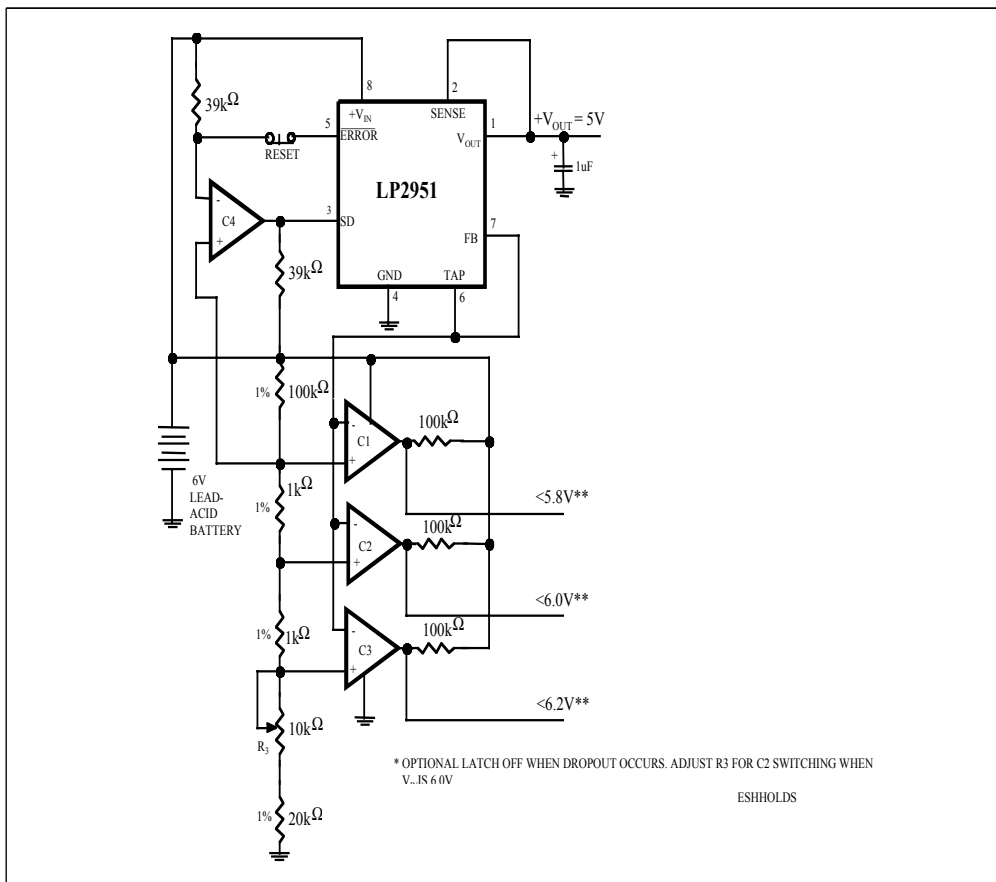 8
2
39kΩ
+VIN
SENSE
5
ERROR
1
+VOUT = 5V
VOUT
RESET
+
1uF
LP2951
-
C4
+
3
SD
7
FB
39kΩ
GND
TAP
4
6
1%
100kΩ
-
C1
+
100kΩ
6V
LEAD-
ACID
BATTERY
1%
1kΩ
<5.8V**
-
C2
+
100kΩ
<6.0V**
1%
1kΩ
-
C3
+
100kΩ
<6.2V**
R3
10kΩ
* OPTIONAL LATCH OFF WHEN DROPOUT OCCURS. ADJUST R3 FOR C2 SWITCHING WHEN
IS 6.0V
ESHHOLDS
1%
20kΩ